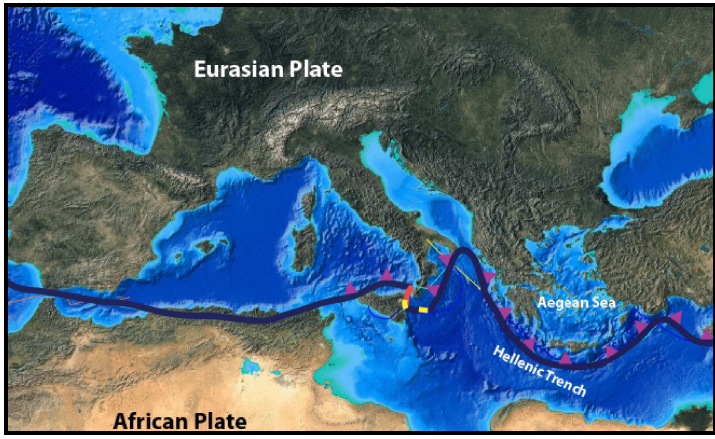 Eurasian Plate
Aegean Sea
Hellenic Trench
African Plate